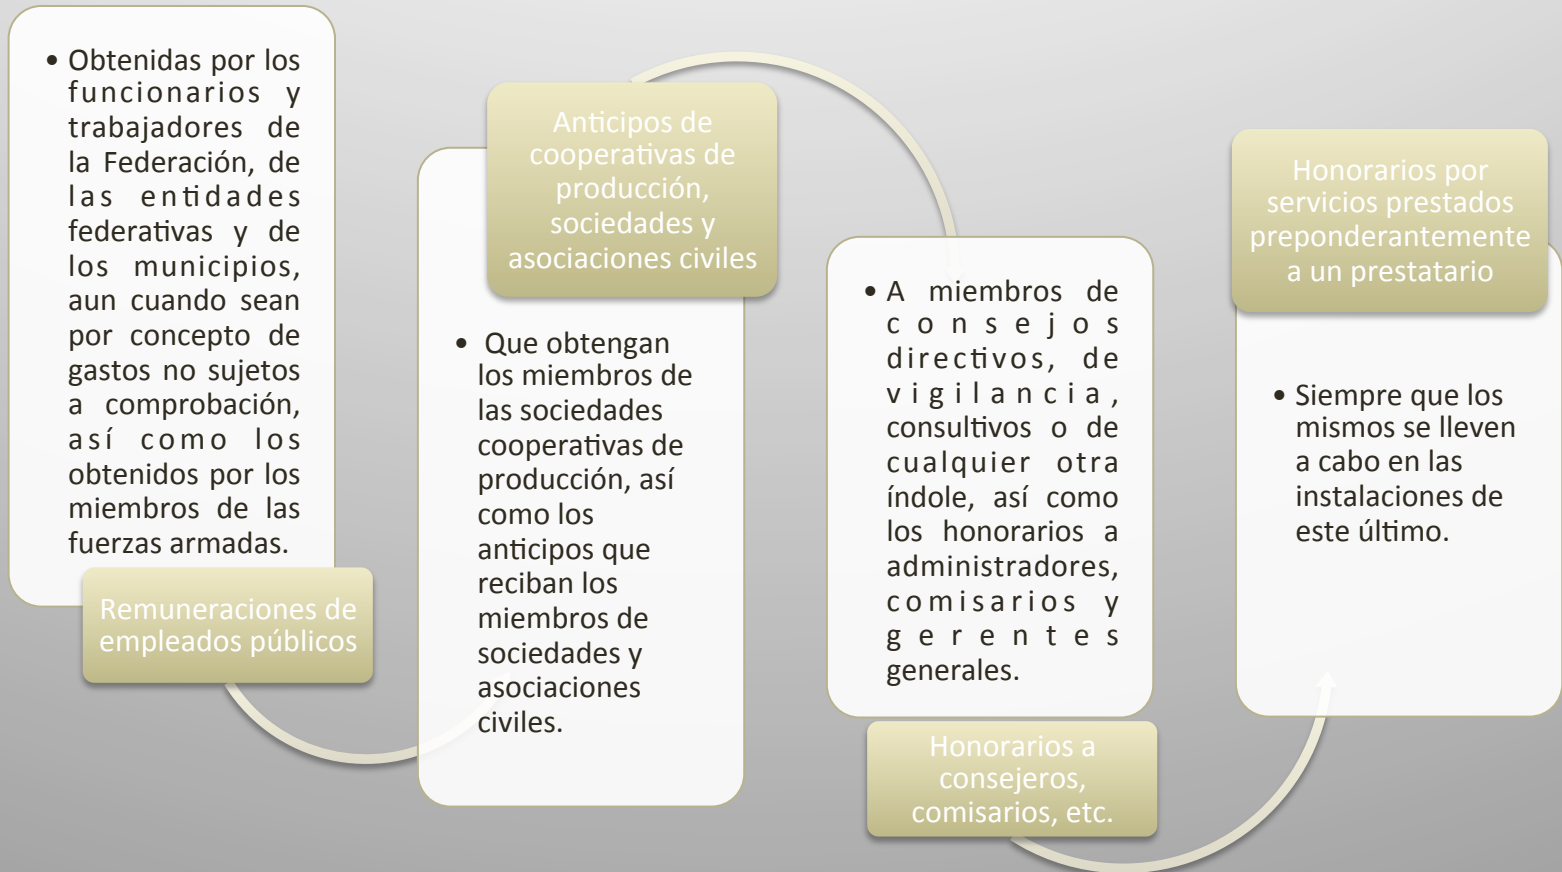 • Obtenidas por los
funcionarios y
trabajadores de
la Federación, de
las entidades
federativas y de
los municipios,
aun cuando sean
por concepto de
gastos no sujetos
a comprobación,
así como los
obtenidos por los
miembros de las
fuerzas armadas.
Remuneraciones de
empleados públicos
Anticipos de
cooperativas de
producción,
sociedades y
asociaciones civiles
• Que obtengan
los miembros de
las sociedades
cooperativas de
producción, así
como los
anticipos que
reciban los
miembros de
sociedades y
asociaciones
civiles.
• A miembros de
consejos
directivos, de
vigilancia,
consultivos o de
cualquier otra
índole, así como
los honorarios a
administradores,
comisarios y
gerentes
generales.
Honorarios a
consejeros,
comisarios, etc.
Honorarios por
servicios prestados
preponderantemente
a un prestatario
• Siempre que los
mismos se lleven
a cabo en las
instalaciones de
este último.